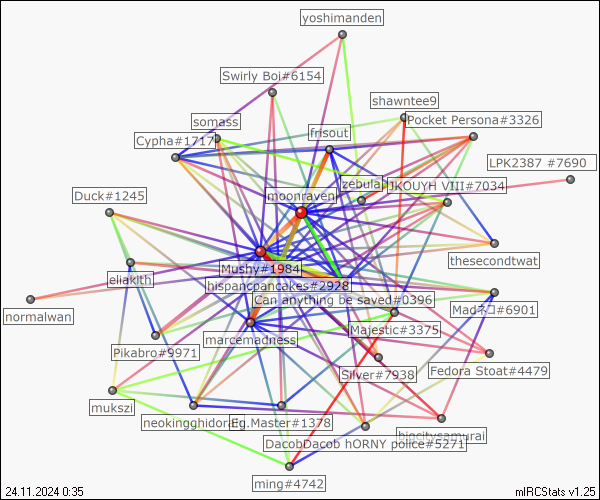 yoshimanden
Swirly Boi#6154
shawntee9
somass
Pocket Persona#3326
frisout
Cypha#1717
LPK2387 #7690
zebula
JKOUYH VIII#7034
Duck#1245
moonraven
thesecondtwat
Mushy#1984
eliakith
hispancpancakes#2928
Can anything be saved#0396
normalwan
#6901
Majestic#3375
marcemadness
Pikabro#9971
Fedora Stoat#4479
Silver#7938
mukszi
neokingghidorah
Eg.Master#1378
biocitysamurai
DacobDacob hORNY police#5271
ming#4742
24.11.2024 0:35
mIRCStats v1.25